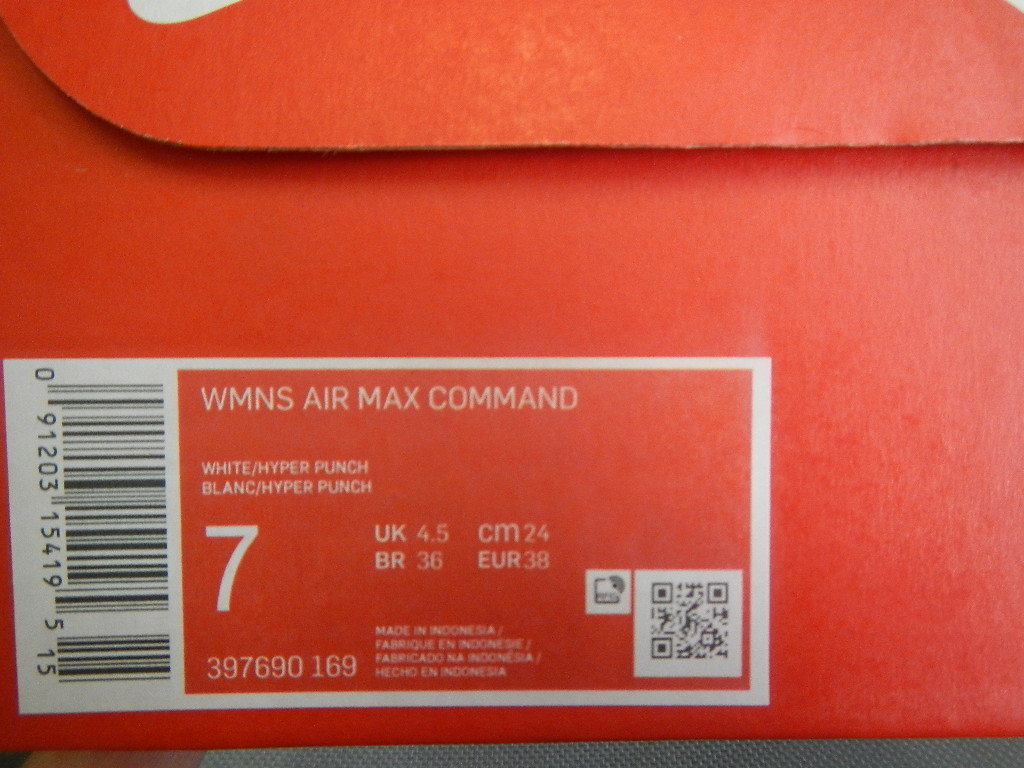 WMNS AIR MAX COMMAND
WHITE/HYPER PUNCH
BLANC/HYPER PUNCH
7
UK 4.5 cm 24
BR 36 EUR 38
397690 169
MADE IN INDONESIA /
FABRIQUE EN INDONESIE /
FABRICADO NA INDONÉSIA /
HECHO EN INDONESIA
0 91203 15419 5 15